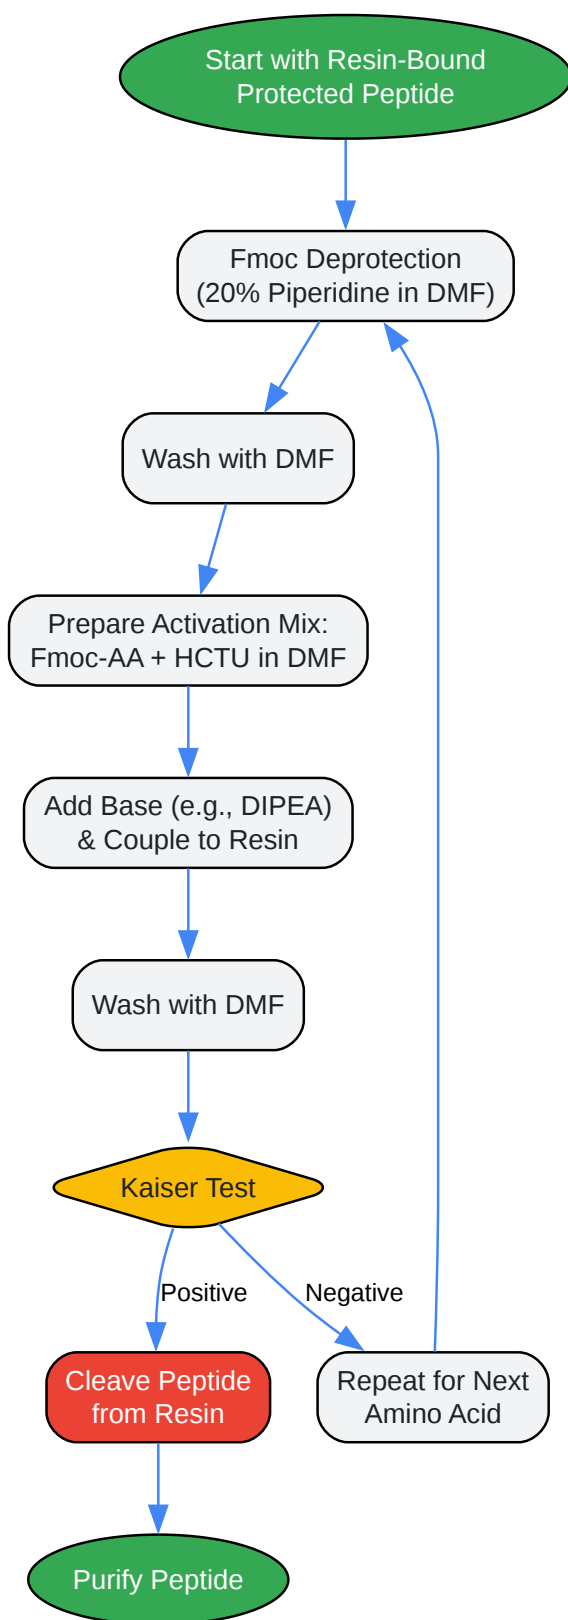 Start with Resin-Bound
Protected Peptide
Fmoc Deprotection
(20% Piperidine in DMF)
Wash with DMF
Prepare Activation Mix:
Fmoc-AA + HCTU in DMF
Add Base (e.g., DIPEA)
& Couple to Resin
Wash with DMF
Kaiser Test
Positive
Negative
Cleave Peptide
from Resin
Repeat for Next
Amino Acid
Purify Peptide